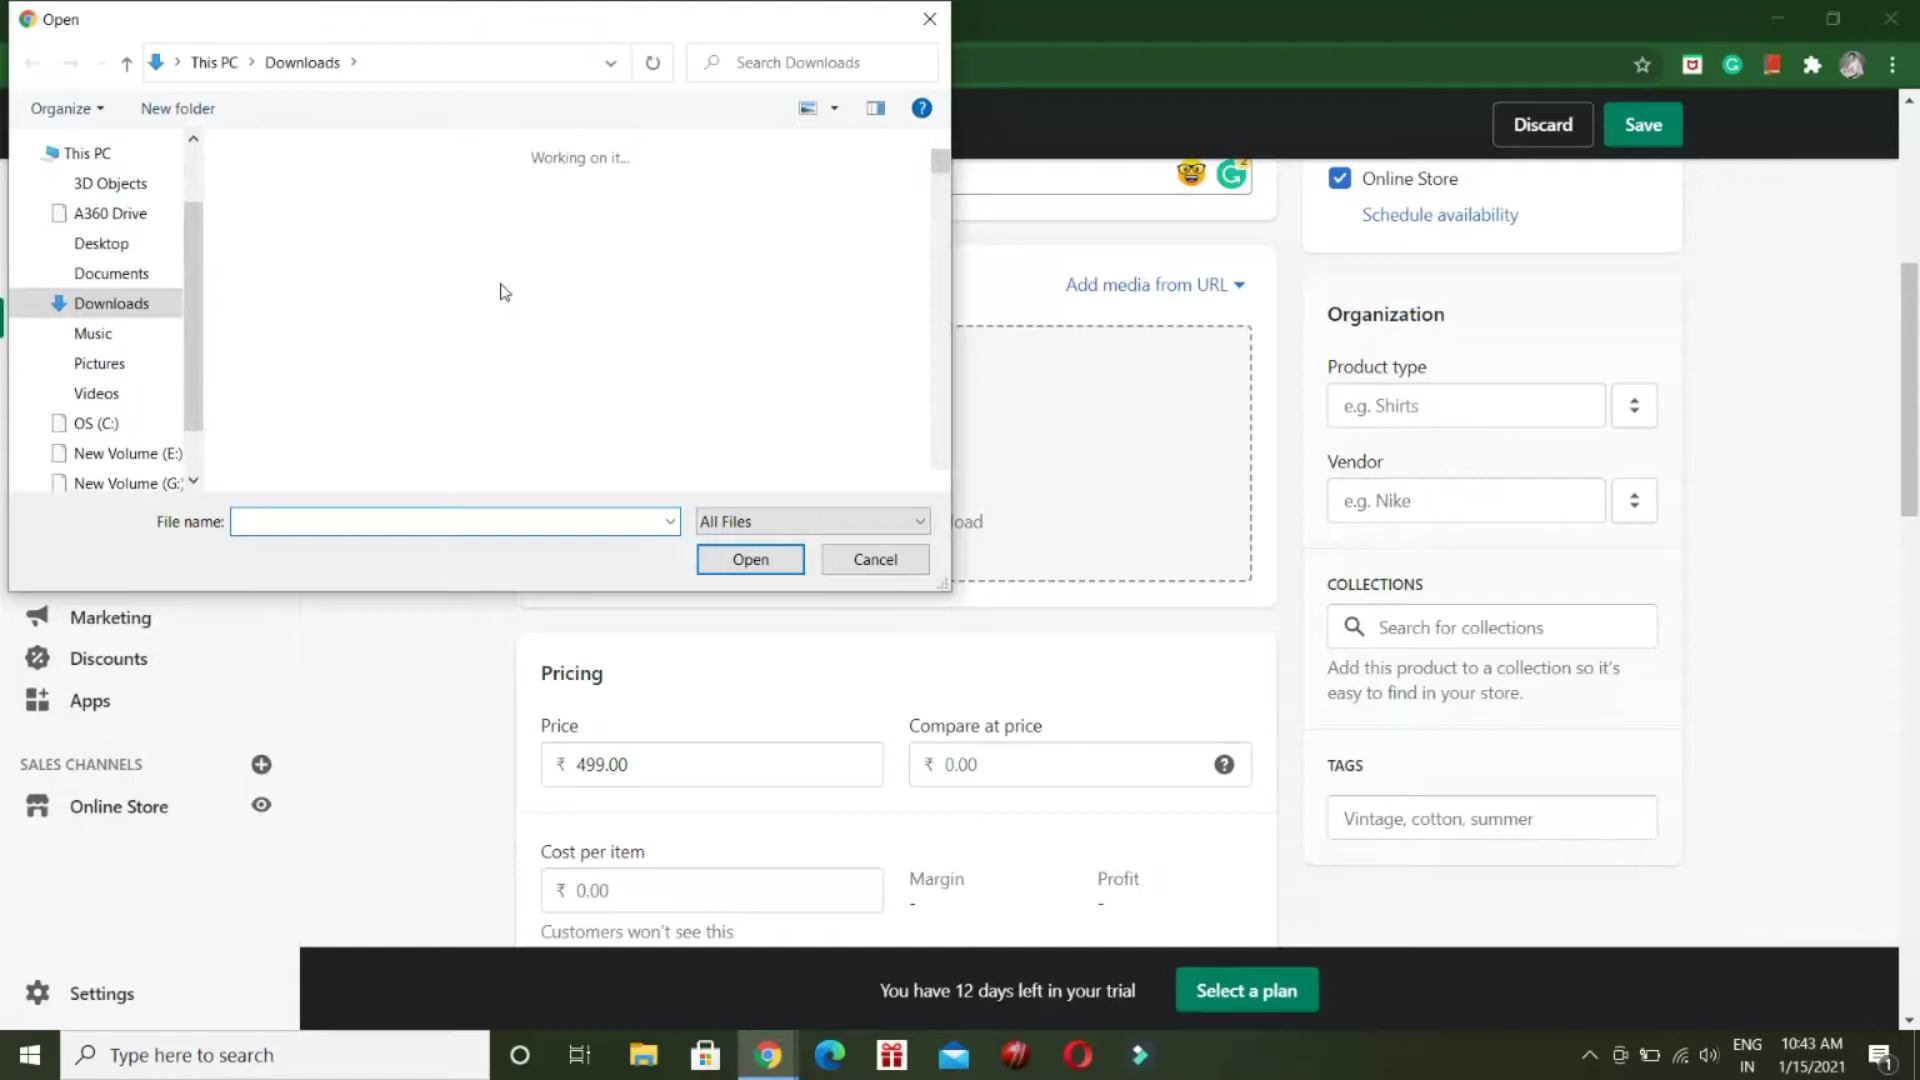 Open
This PC
Downloads
Search Downloads
Organize
New folder
Working on it...
This PC
3D Objects
A360 Drive
Desktop
Documents
Downloads
Music
Pictures
Videos
OS (C:)
New Volume (E:)
New Volume (G:
File name:
All Files
Open
Cancel
Discard
Save
Online Store
Schedule availability
Add media from URL
Organization
Product type
e.g. Shirts
Vendor
e.g. Nike
COLLECTIONS
Search for collections
Add this product to a collection so it's
easy to find in your store.
TAGS
Vintage, cotton, summer
Marketing
Discounts
Apps
SALES CHANNELS
Online Store
Settings
Pricing
Price
₹ 499.00
Compare at price
₹ 0.00
Cost per item
₹ 0.00
Customers won't see this
Margin
-
Profit
-
You have 12 days left in your trial
Select a plan
Type here to search
ENG
IN
10:43 AM
1/15/2021
1